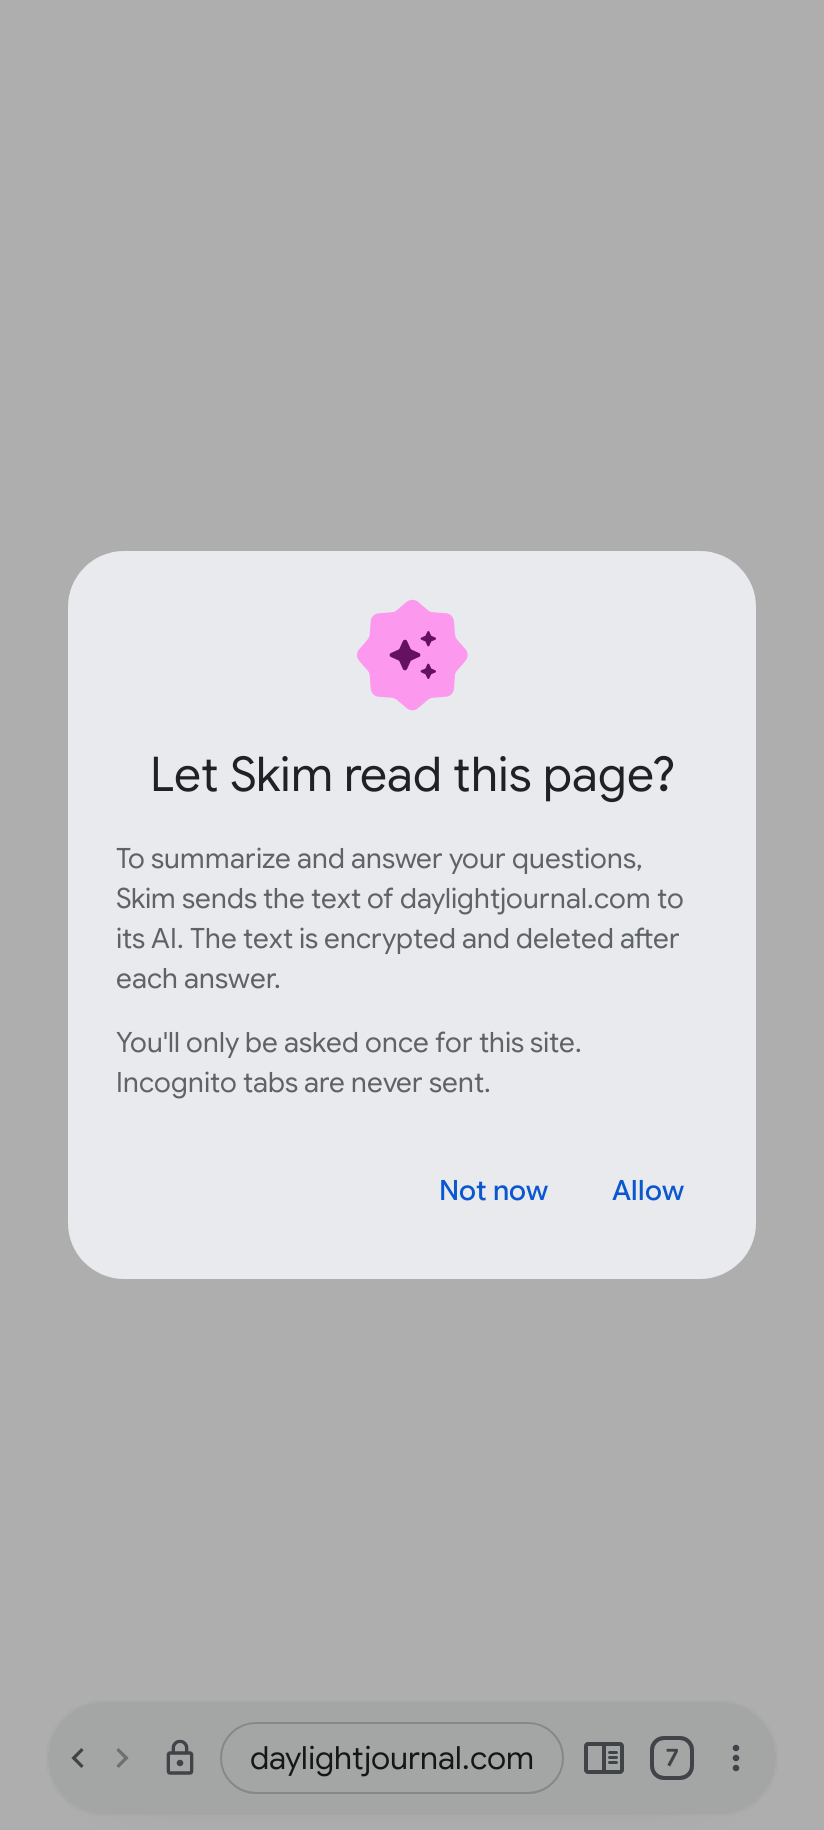 Let Skim read this page?
To summarize and answer your questions,
Skim sends the text of daylightjournal.com to
its AI. The text is encrypted and deleted after
each answer.
You'll only be asked once for this site.
Incognito tabs are never sent.
Not now Allow
daylightjournal.com 7